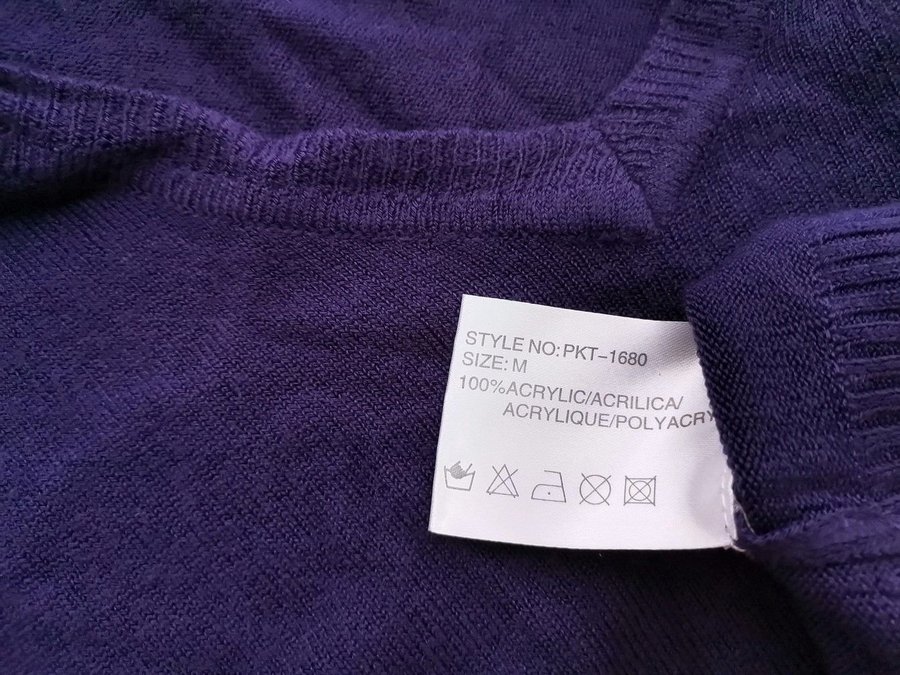 STYLE NO: PKT-1680
SIZE: M
100%ACRYLIC/ACRILICA/
ACRYLIQUE/POLYACRY